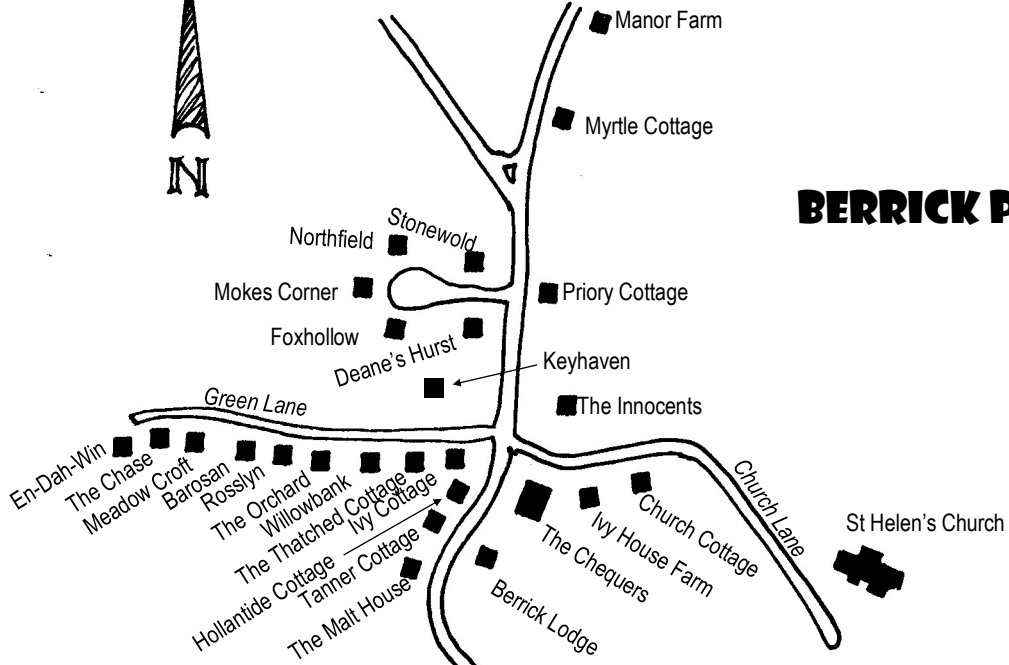 Manor Farm
Myrtle Cottage
N
BERRICK P
Stonewold
Northfield
Mokes Corner
Priory Cottage
Foxhollow
Deane's Hurst
Keyhaven
Green Lane
The Innocents
En-Dah-Win
The Chase
Meadow Croft
Barosan
Rosslyn
The Orchard
Willowbank
The Thatched Cottage
Ivy Cottage
Hollantide Cottage
Tanner Cottage
The Malt House
Berrick Lodge
The Chequers
Ivy House Farm
Church Cottage
Church Lane
St Helen's Church